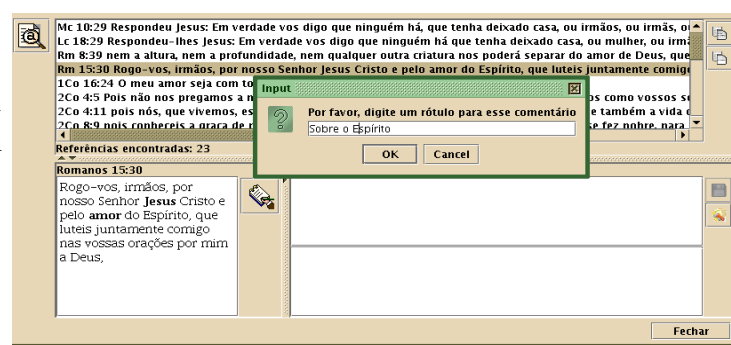 Mc 10:29 Respondeu Jesus: Em verdade vos digo que ninguém há, que tenha deixado casa, ou irmãos, ou irmãs, o
Lc 18:29 Respondeu-lhes Jesus: Em verdade vos digo que ninguém há que tenha deixado casa, ou mulher, ou irmã
Rm 8:39 nem a altura, nem a profundidade, nem qualquer outra criatura nos poderá separar do amor de Deus, que
Rm 15:30 Rogo-vos, irmãos, por nosso Senhor Jesus Cristo e pelo amor do Espírito, que luteis juntamente comigo
1Co 16:24 O meu amor seja com to
2Co 4:5 Pois não nos pregamos a n os como vossos se
2Co 4:11 pois nós, que vivemos, es e também a vida d
2Co 8:9 pois conheceis a graça de n se fez pobre, para
Input
Por favor, digite um rótulo para esse comentário
Sobre o Espírito
OK Cancel
Referências encontradas: 23
Romanos 15:30
Rogo-vos, irmãos, por
nosso Senhor Jesus Cristo e
pelo amor do Espírito, que
luteis juntamente comigo
nas vossas orações por mim
a Deus,
Fechar